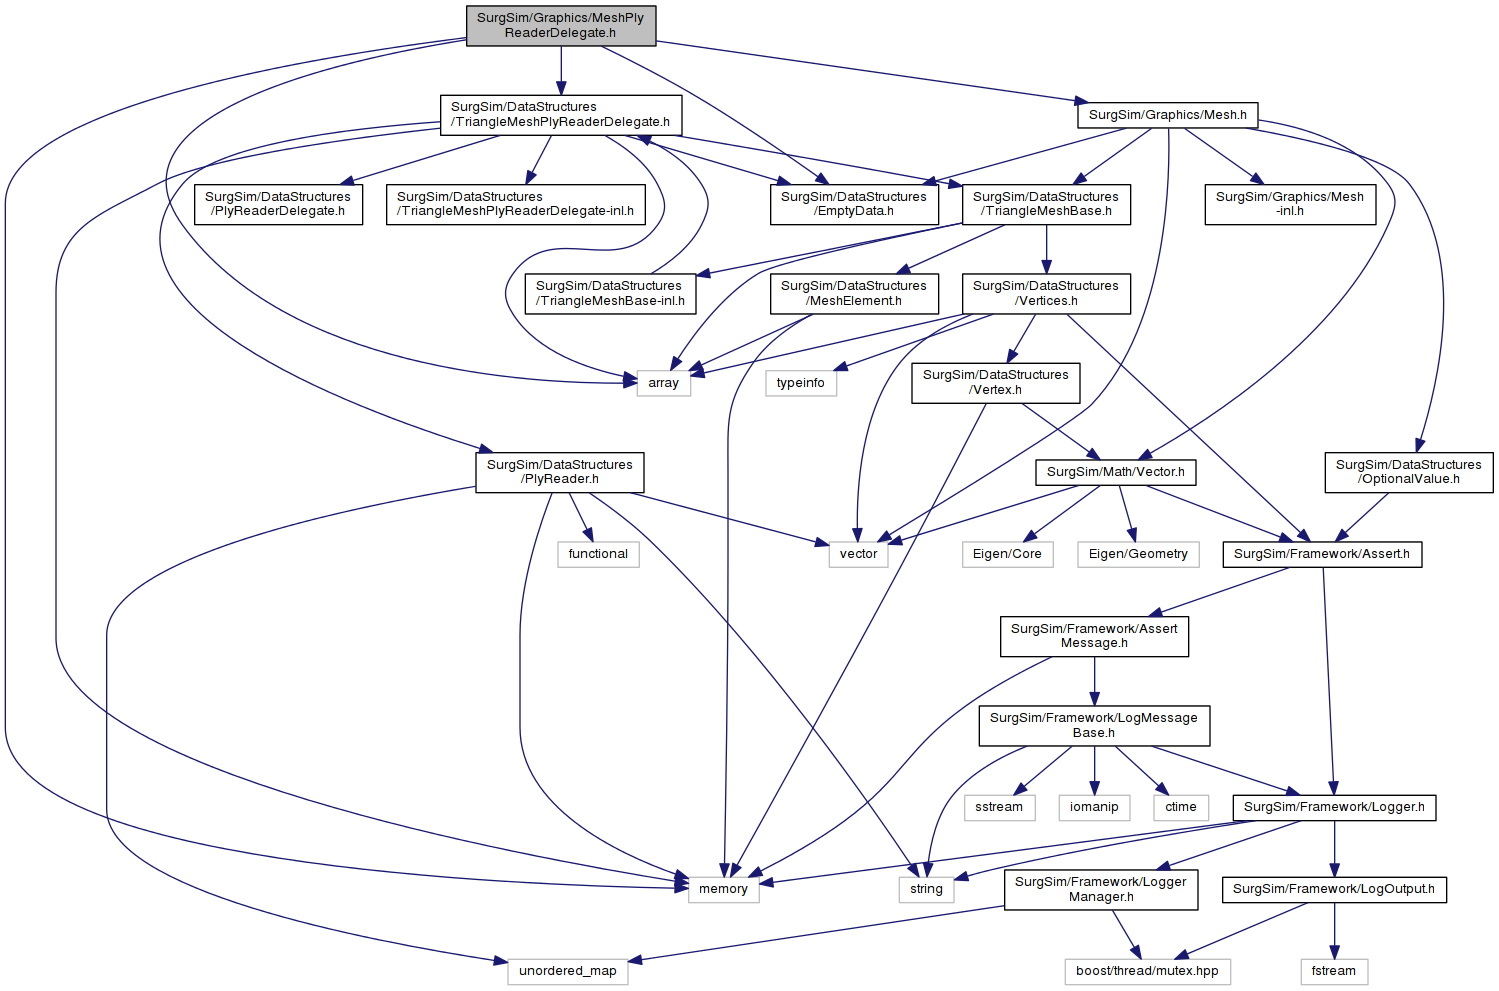 SurgSim/Graphics/MeshPly
ReaderDelegate.h
SurgSim/DataStructures
/TriangleMeshPlyReaderDelegate.h
SurgSim/Graphics/Mesh.h
SurgSim/DataStructures
/PlyReaderDelegate.h
SurgSim/DataStructures
/TriangleMeshPlyReaderDelegate-inl.h
SurgSim/DataStructures
/EmptyData.h
SurgSim/DataStructures
/TriangleMeshBase.h
SurgSim/Graphics/Mesh
-inl.h
SurgSim/DataStructures
/TriangleMeshBase-inl.h
SurgSim/DataStructures
/MeshElement.h
SurgSim/DataStructures
/Vertices.h
array
typeinfo
SurgSim/DataStructures
/Vertex.h
SurgSim/DataStructures
/PlyReader.h
SurgSim/Math/Vector.h
SurgSim/DataStructures
/OptionalValue.h
functional
vector
Eigen/Core
Eigen/Geometry
SurgSim/Framework/Assert.h
SurgSim/Framework/Assert
Message.h
SurgSim/Framework/LogMessage
Base.h
sstream
iomanip
ctime
SurgSim/Framework/Logger.h
memory
string
SurgSim/Framework/Logger
Manager.h
SurgSim/Framework/LogOutput.h
unordered_map
boost/thread/mutex.hpp
fstream